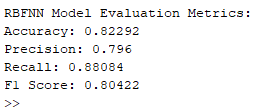 RBFNN Model Evaluation Metrics:
Accuracy: 0.82292
Precision: 0.796
Recall: 0.88084
F1 Score: 0.80422
>>